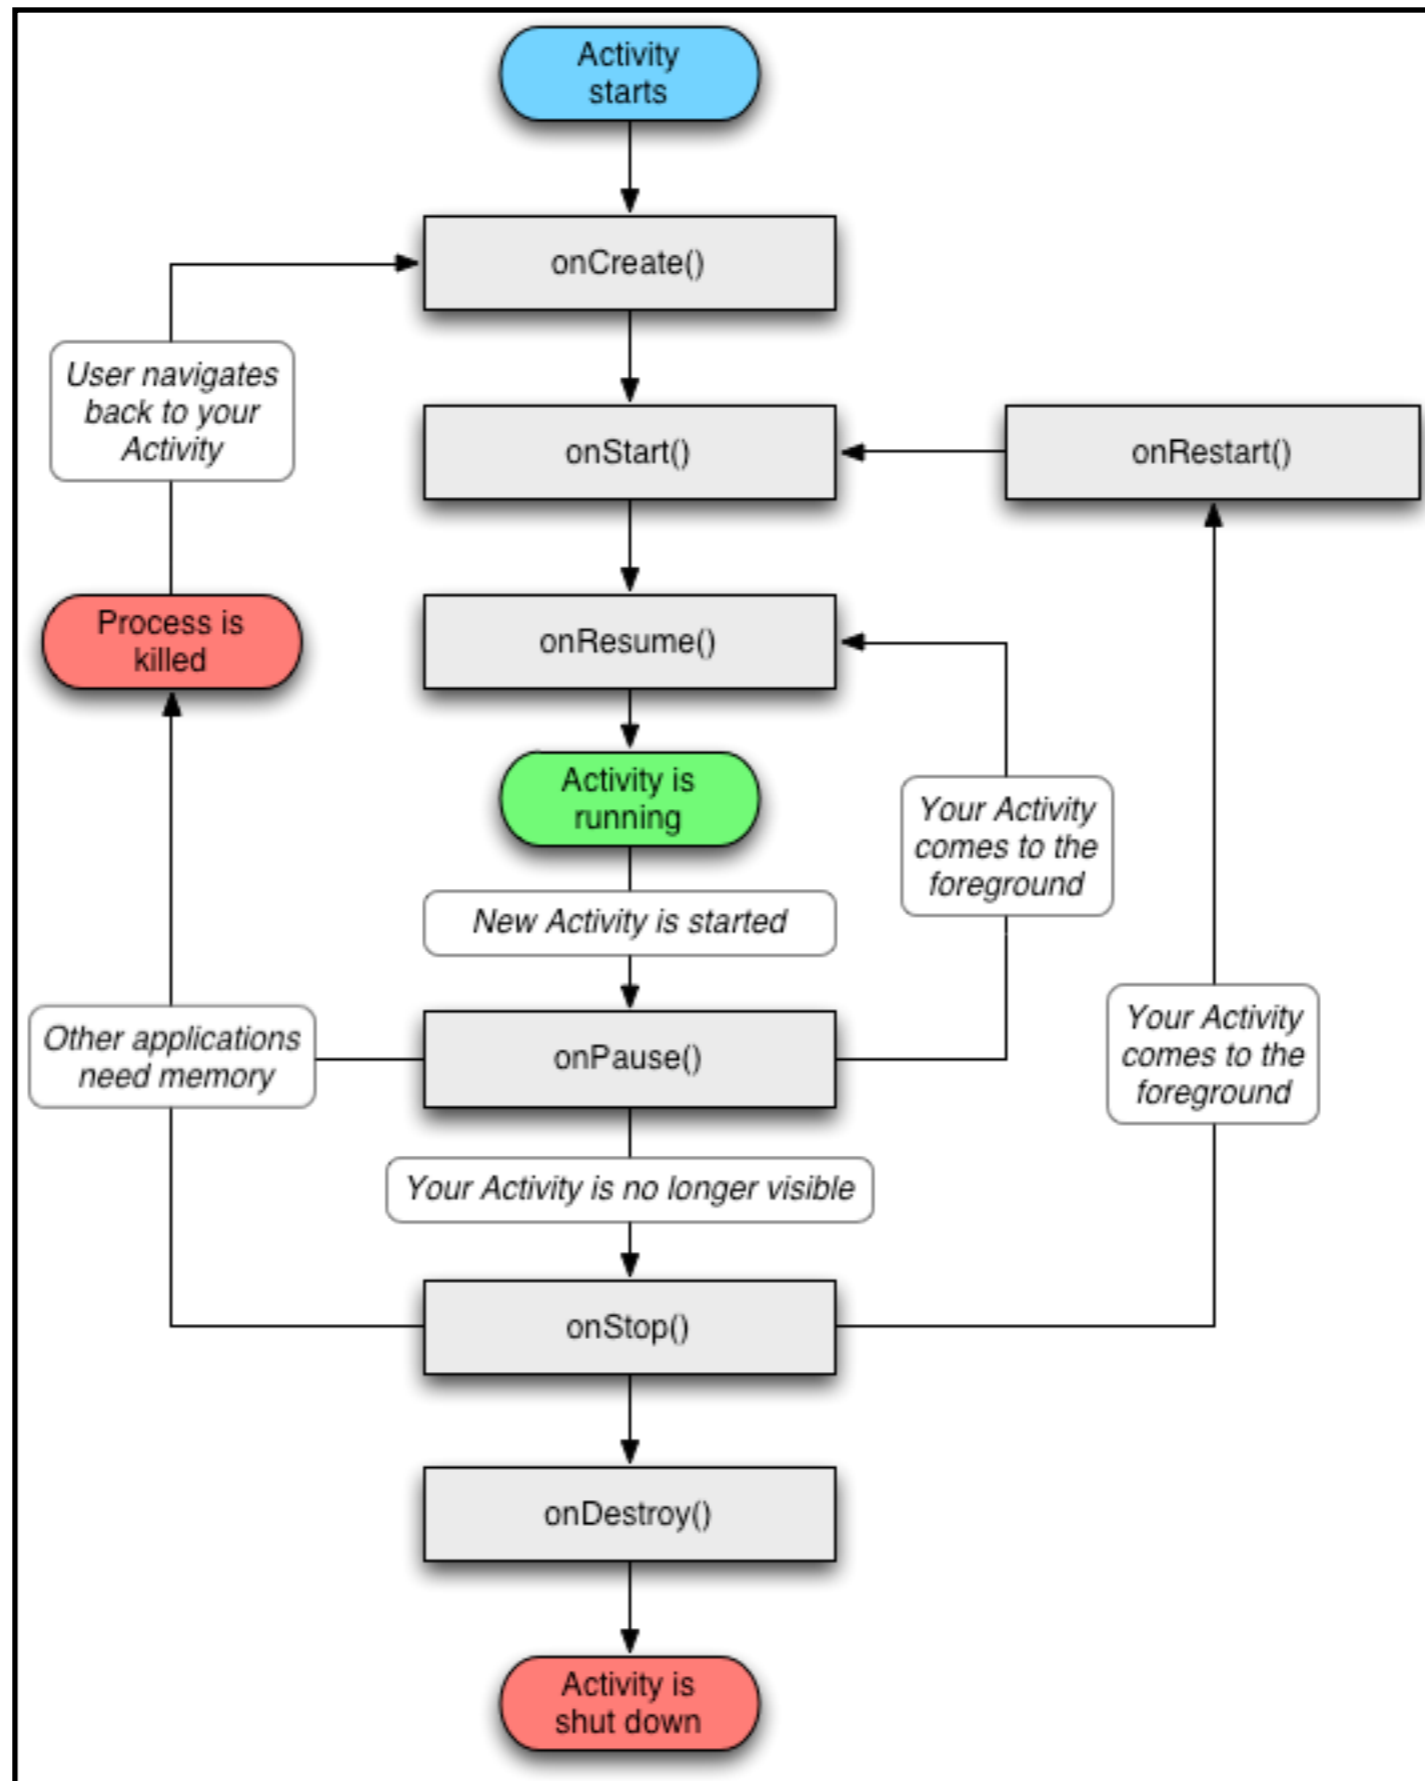 Activity
starts
onCreate()
User navigates
back to your
Activity
onStart()
onRestart()
Process is
killed
onResume()
Activity is
running
Your Activity
comes to the
foreground
New Activity is started
Other applications
need memory
onPause()
Your Activity
comes to the
foreground
Your Activity is no longer visible
onStop()
onDestroy()
Activity is
shut down